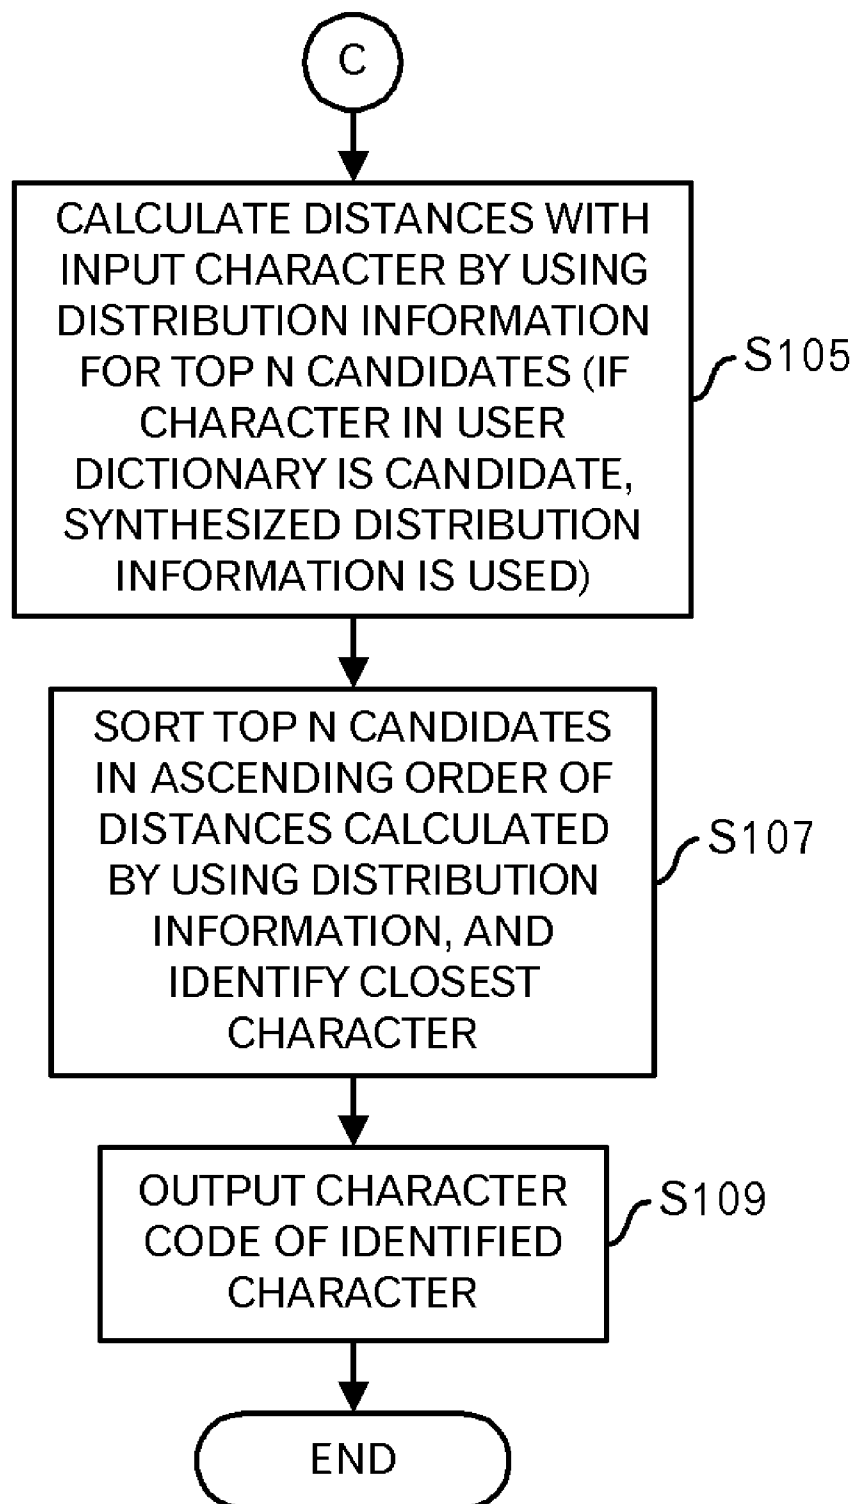 C
CALCULATE DISTANCES WITH
INPUT CHARACTER BY USING
DISTRIBUTION INFORMATION
FOR TOP N CANDIDATES (IF
CHARACTER IN USER
DICTIONARY IS CANDIDATE,
SYNTHESIZED DISTRIBUTION
INFORMATION IS USED)
S105
SORT TOP N CANDIDATES
IN ASCENDING ORDER OF
DISTANCES CALCULATED
BY USING DISTRIBUTION
INFORMATION, AND
IDENTIFY CLOSEST
CHARACTER
S107
OUTPUT CHARACTER
CODE OF IDENTIFIED
CHARACTER
S109
END